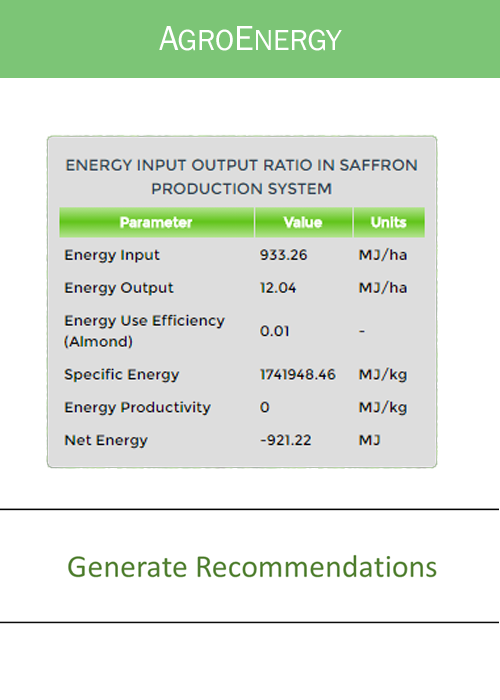 AGROENERGY
ENERGY INPUT OUTPUT RATIO IN SAFFRON
PRODUCTION SYSTEM
Parameter Value Units
Energy Input 933.26 MJ/ha
Energy Output 12.04 MJ/ha
Energy Use Efficiency
(Almond) 0.01 -
Specific Energy 1741948.46 MJ/kg
Energy Productivity 0 MJ/kg
Net Energy -921.22 MJ
Generate Recommendations